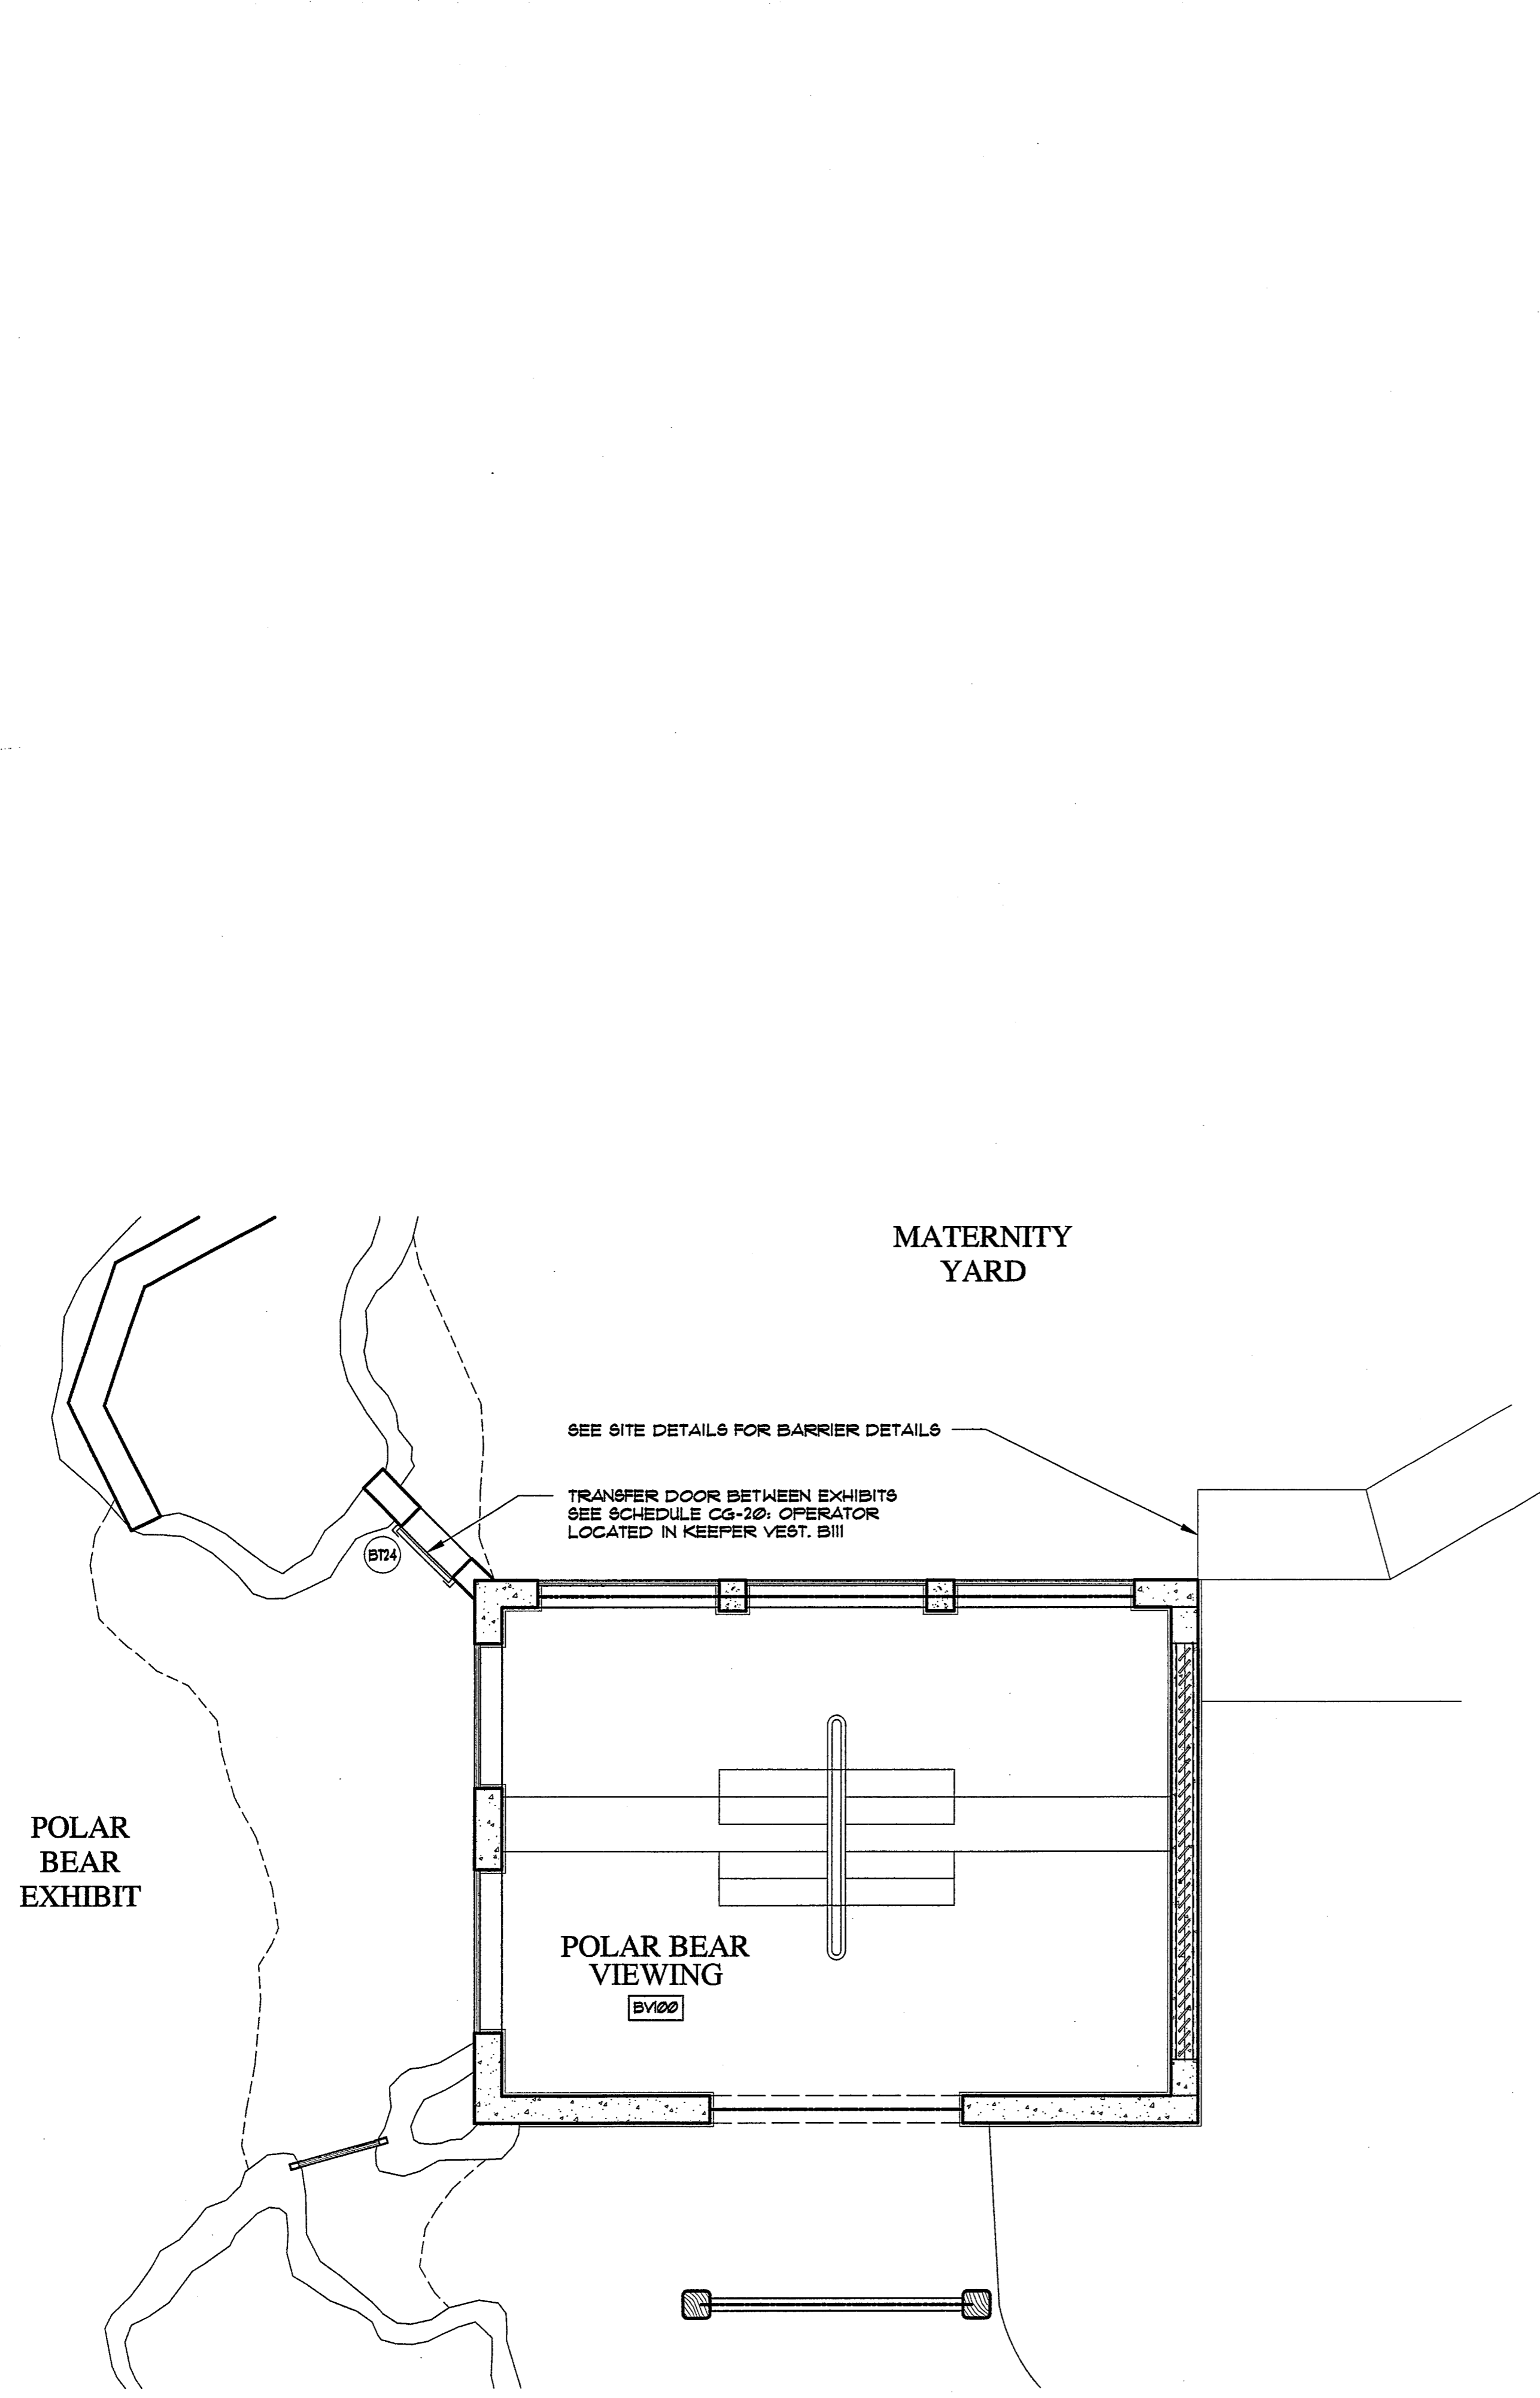 MATERNITY
YARD
SEE SITE DETAILS FOR BARRIER DETAILS
TRANSFER DOOR BETWEEN EXHIBITS
SEE SCHEDULE CG-20: OPERATOR
LOCATED IN KEEPER VEST. B111
BT24
POLAR
BEAR
EXHIBIT
POLAR BEAR
VIEWING
BV100